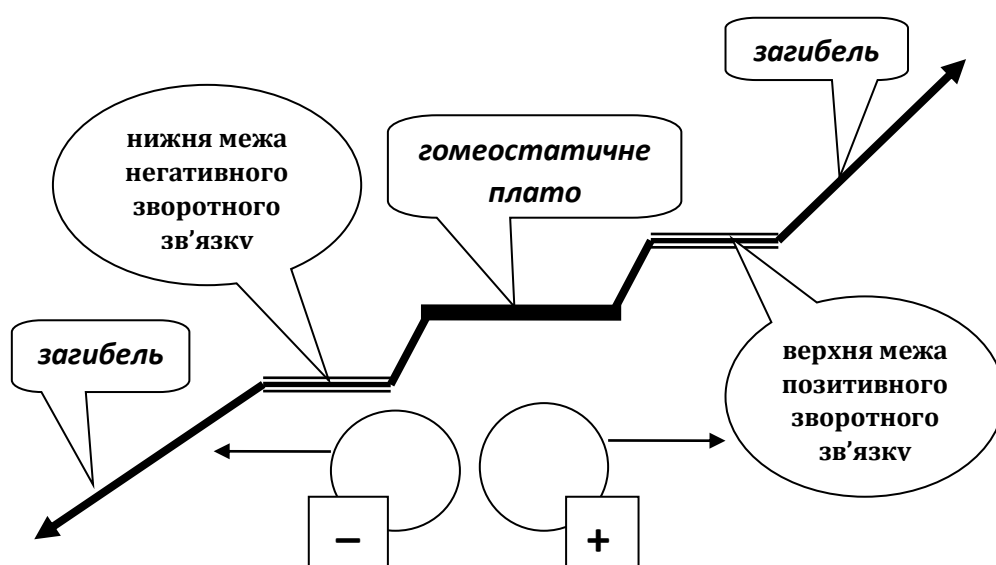 загибель
нижня межа
негативного
зворотного
зв’язку
гомеостатичне
плато
загибель
верхня межа
позитивного
зворотного
зв’язку
–
+